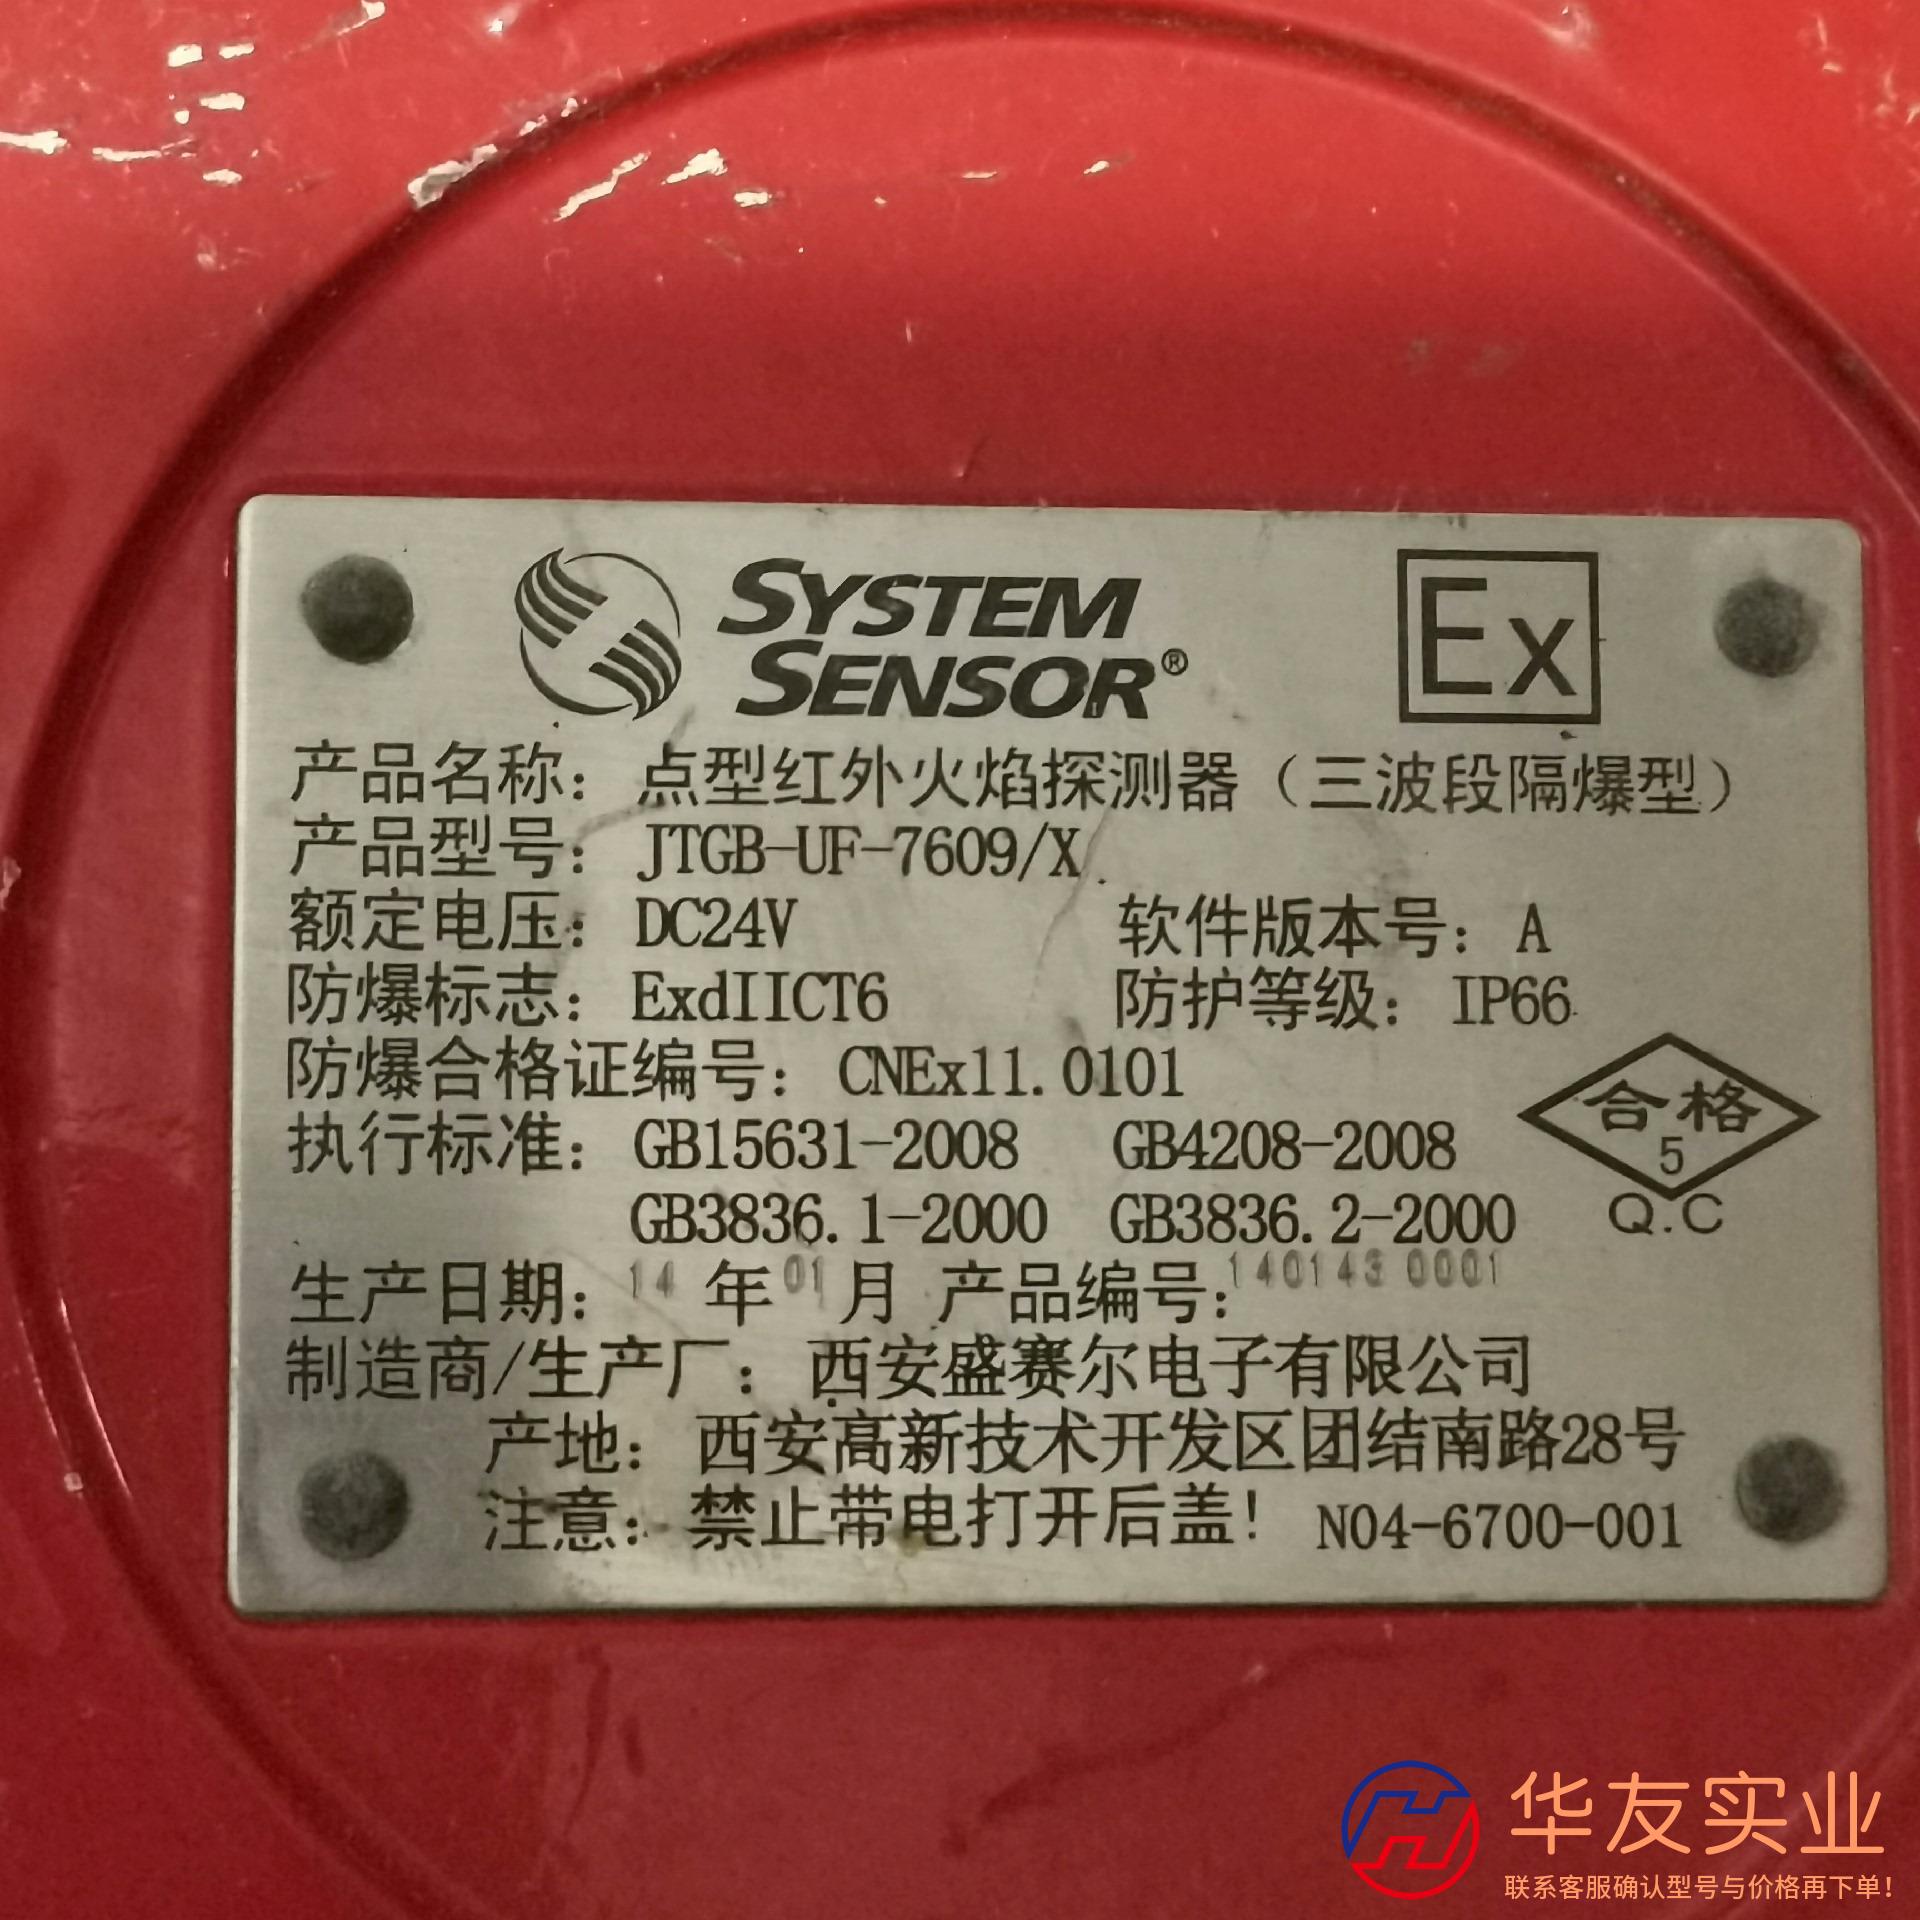 SYSTEM
SENSOR®
Ex
产品名称：点型红外火焰探测器（三波段隔爆型）
产品型号：JTGB-UF-7609/X
额定电压：DC24V 软件版本号：A
防爆标志：ExdIICT6 防护等级：IP66
防爆合格证编号：CNEx11.0101
执行标准：GB15631-2008 GB4208-2008
GB3836.1-2000 GB3836.2-2000
合格
5
Q.C
生产日期：14年01月 产品编号：140143 0001
制造商/生产厂：西安盛赛尔电子有限公司
产地：西安高新技术开发区团结南路28号
注意：禁止带电打开后盖！ N04-6700-001
华友实业
联系客服确认型号与价格再下单！